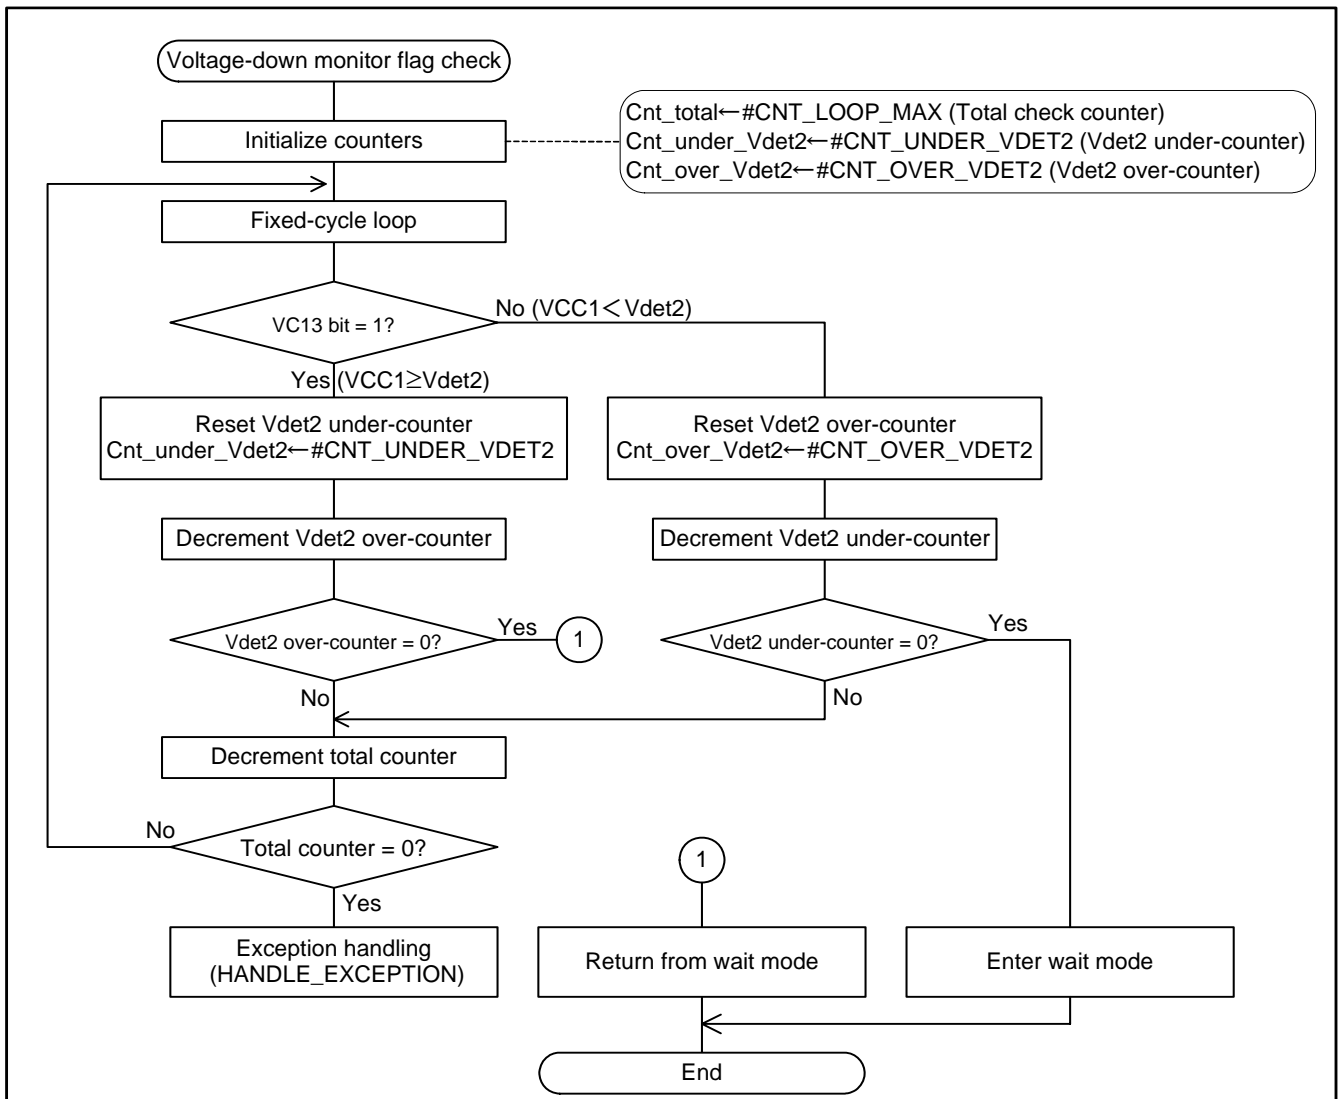 Voltage-down monitor flag check
Initialize counters
Cnt_total←#CNT_LOOP_MAX (Total check counter)
Cnt_under_Vdet2←#CNT_UNDER_VDET2 (Vdet2 under-counter)
Cnt_over_Vdet2←#CNT_OVER_VDET2 (Vdet2 over-counter)
Fixed-cycle loop
VC13 bit = 1?
No (VCC1<Vdet2)
Yes (VCC1≥Vdet2)
Reset Vdet2 under-counter
Cnt_under_Vdet2←#CNT_UNDER_VDET2
Reset Vdet2 over-counter
Cnt_over_Vdet2←#CNT_OVER_VDET2
Decrement Vdet2 over-counter
Decrement Vdet2 under-counter
Vdet2 over-counter = 0?
Yes
1
Vdet2 under-counter = 0?
Yes
No
No
Decrement total counter
Total counter = 0?
No
Yes
1
Exception handling
(HANDLE_EXCEPTION)
Return from wait mode
Enter wait mode
End